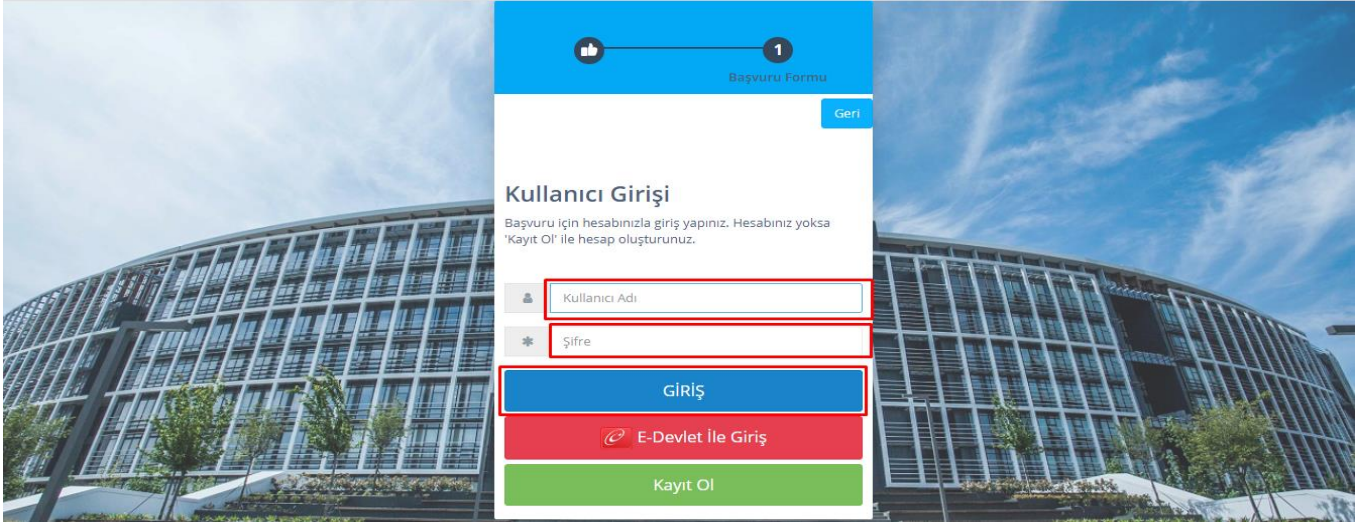 1
Başvuru Formu
Geri
Kullanıcı Girişi
Başvuru için hesabınızla giriş yapınız. Hesabınız yoksa
'Kayıt Ol' ile hesap oluşturunuz.
Kullanıcı Adı
Şifre
GİRİŞ
E-Devlet İle Giriş
Kayıt Ol